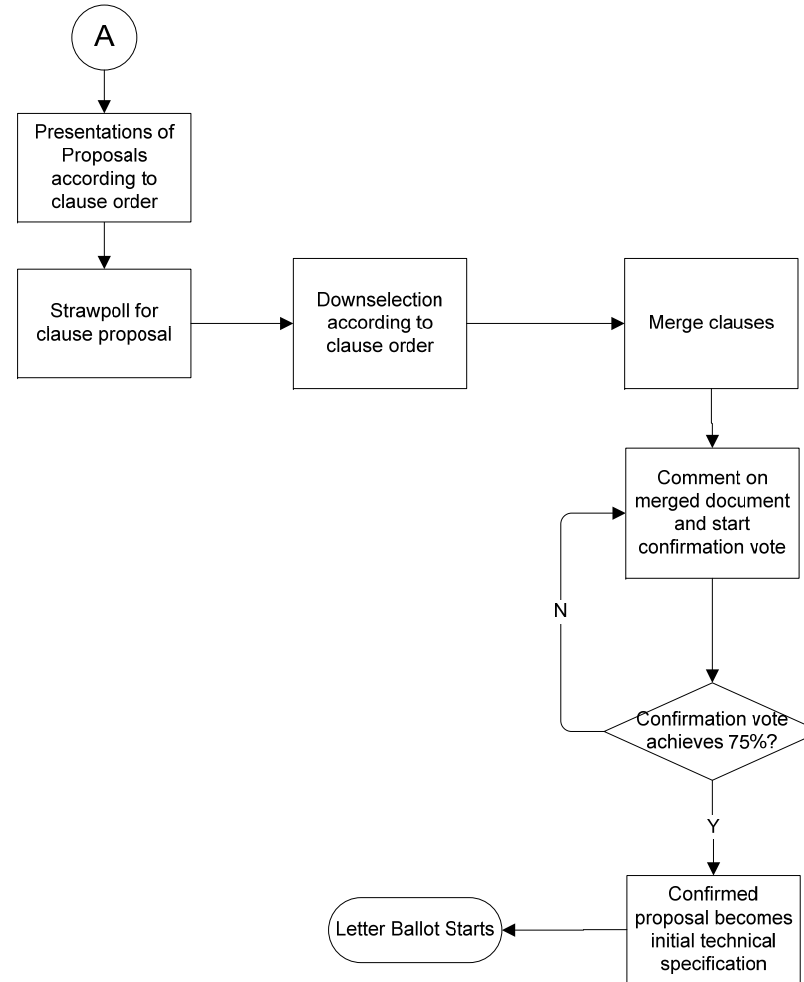 A
Presentations of
Proposals
according to
clause order
Strawpoll for
clause proposal
Downselection
according to
clause order
Merge clauses
Comment on
merged document
and start
confirmation vote
N
Confirmation vote
achieves 75%?
Y
Confirmed
proposal becomes
initial technical
specification
Letter Ballot Starts